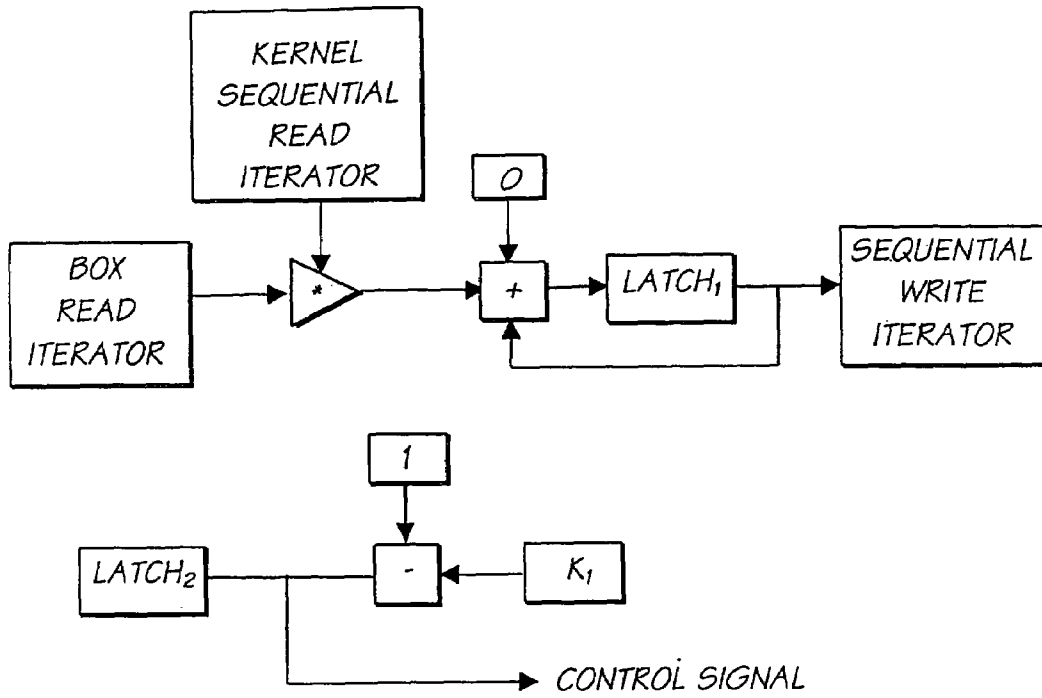 KERNEL
SEQUENTIAL
READ
ITERATOR
0
BOX
READ
ITERATOR
*
+
LATCH₁
SEQUENTIAL
WRITE
ITERATOR
1
LATCH₂
-
K₁
CONTROL SIGNAL